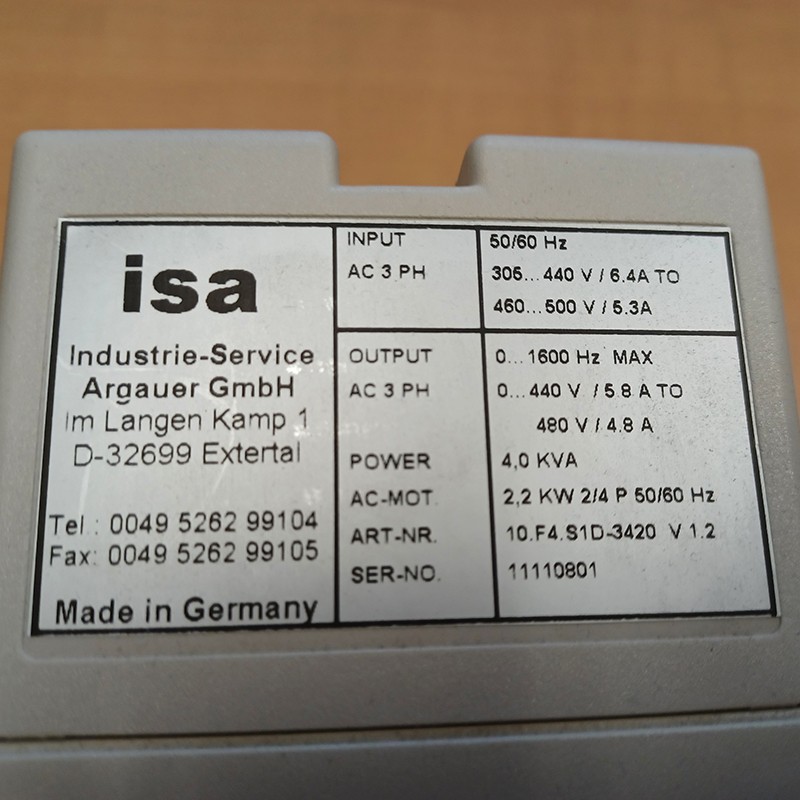 isa
Industrie-Service
Argauer GmbH
Im Langen Kamp 1
D-32699 Extertal
Tel : 0049 5262 99104
Fax: 0049 5262 99105
Made in Germany
INPUT 50/60 Hz
AC 3 PH 305...440 V / 6.4A TO
460...500 V / 5.3A
OUTPUT 0...1600 Hz MAX
AC 3 PH 0...440 V / 5.8 A TO
480 V / 4.8 A
POWER 4,0 KVA
AC-MOT. 2,2 KW 2/4 P 50/60 Hz
ART-NR. 10.F4.S1D-3420 V 1.2
SER-NO. 11110801